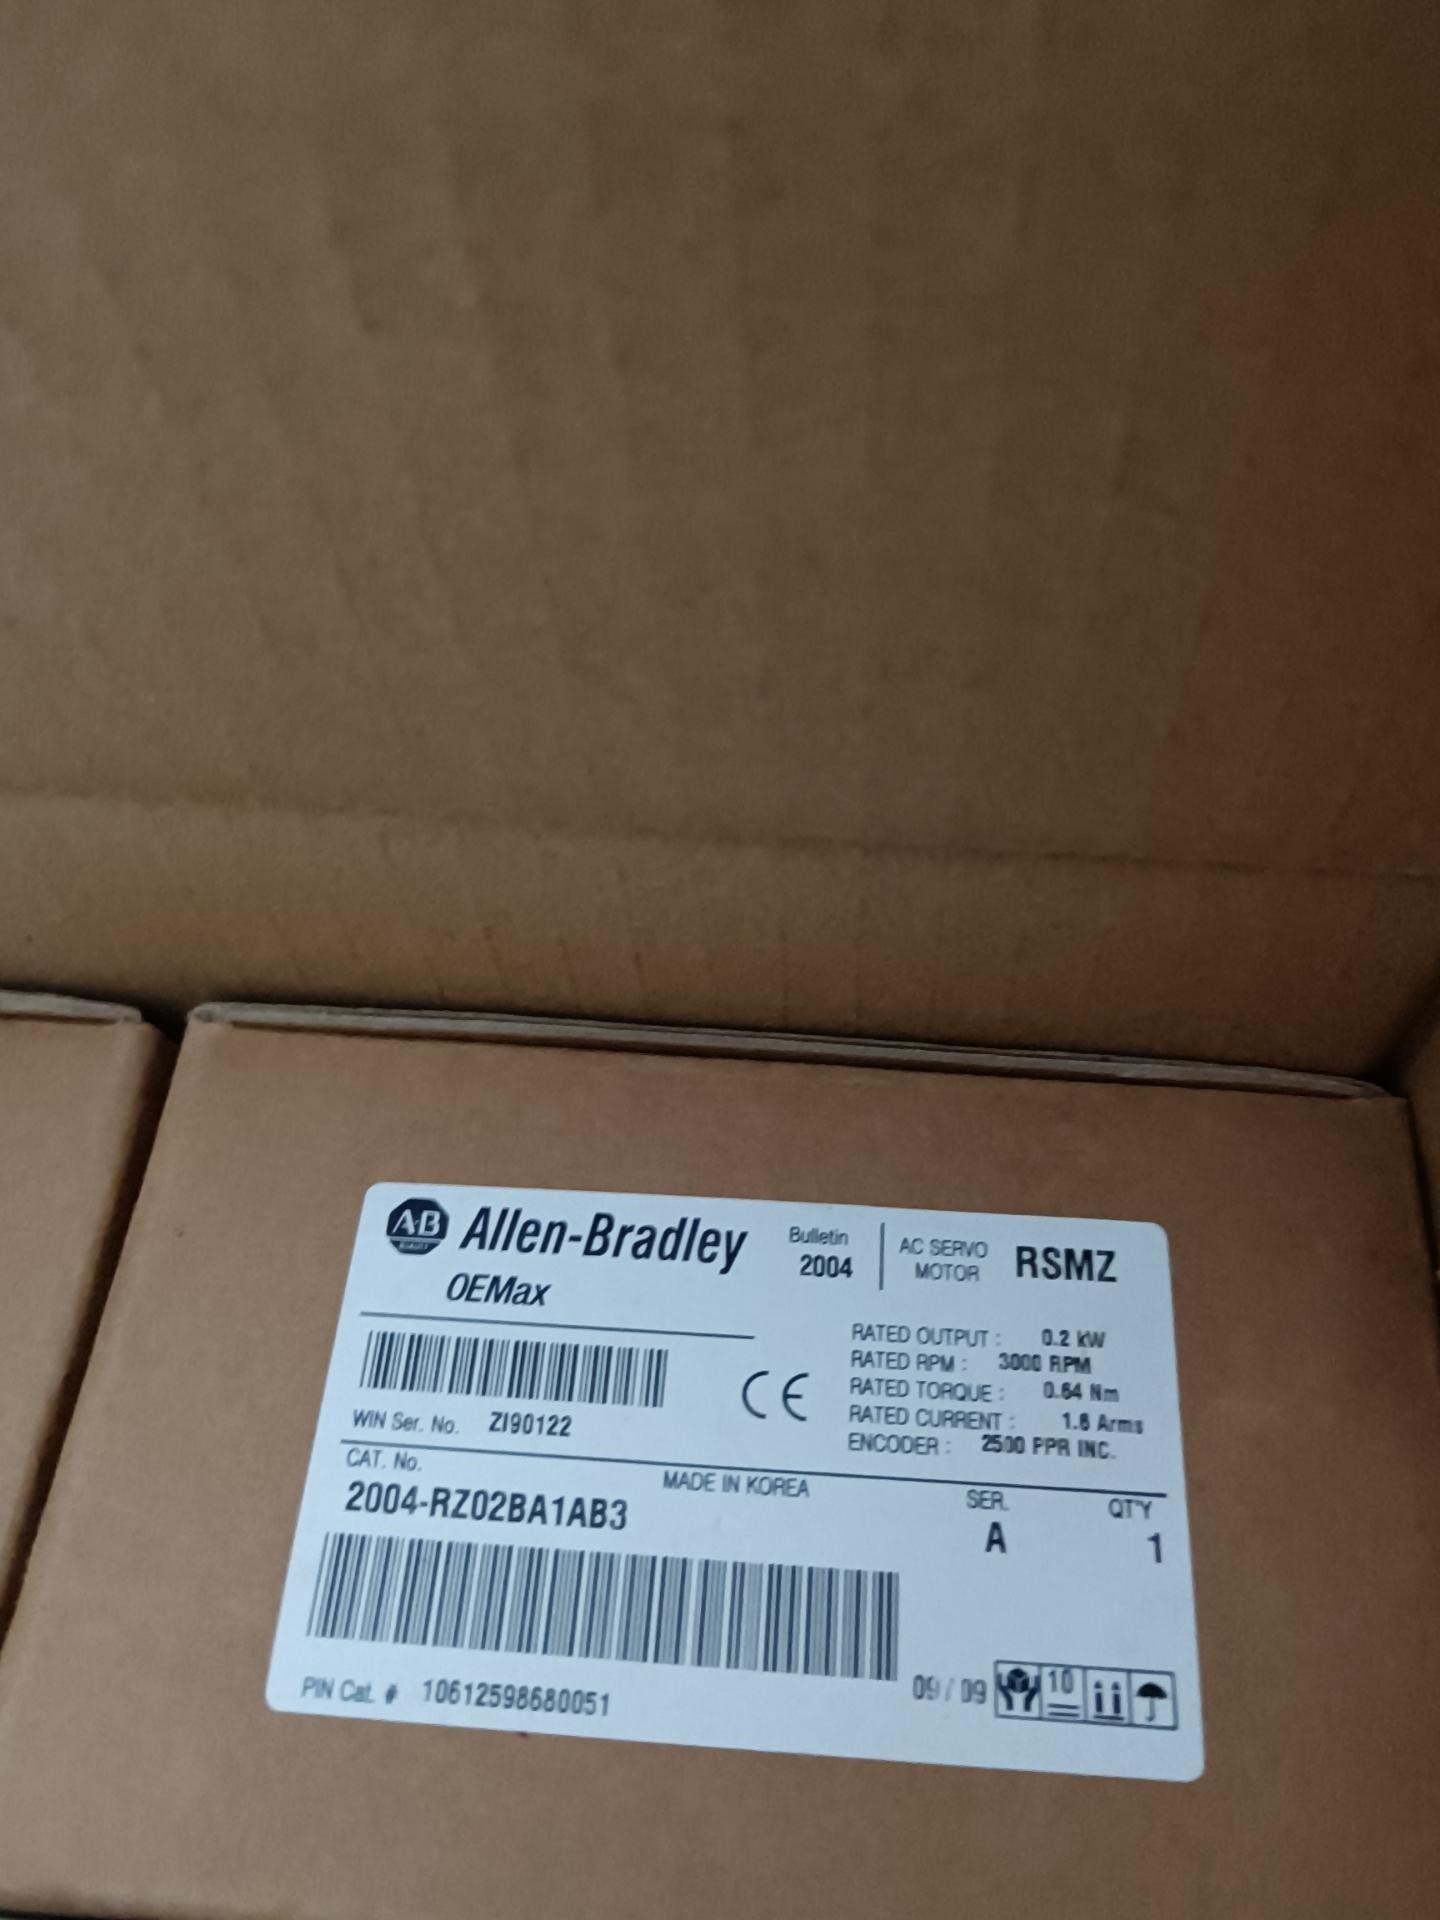 A·B
Allen-Bradley
OEMax
Bulletin
2004
AC SERVO
MOTOR
RSMZ
RATED OUTPUT : 0.2 kW
RATED RPM : 3000 RPM
RATED TORQUE : 0.64 Nm
RATED CURRENT : 1.6 Arms
ENCODER : 2500 PPR INC.
CE
WIN Ser. No. ZI90122
CAT. No.
2004-RZ02BA1AB3
MADE IN KOREA
SER.
A
QT'Y
1
PIN Cat. # 10612598680051
09 / 09
10